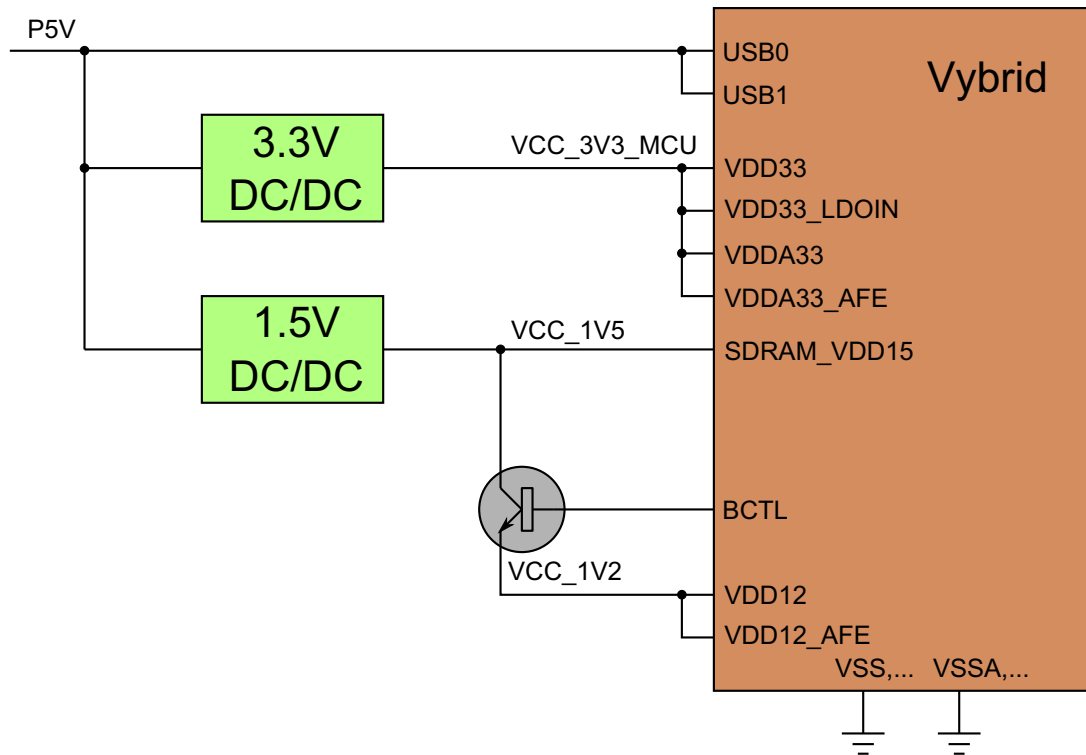 P5V
USB0
Vybrid
USB1
3.3V
DC/DC
VCC_3V3_MCU
VDD33
VDD33_LDOIN
VDDA33
VDDA33_AFE
1.5V
DC/DC
VCC_1V5
SDRAM_VDD15
BCTL
VCC_1V2
VDD12
VDD12_AFE
VSS,...
VSSA,...